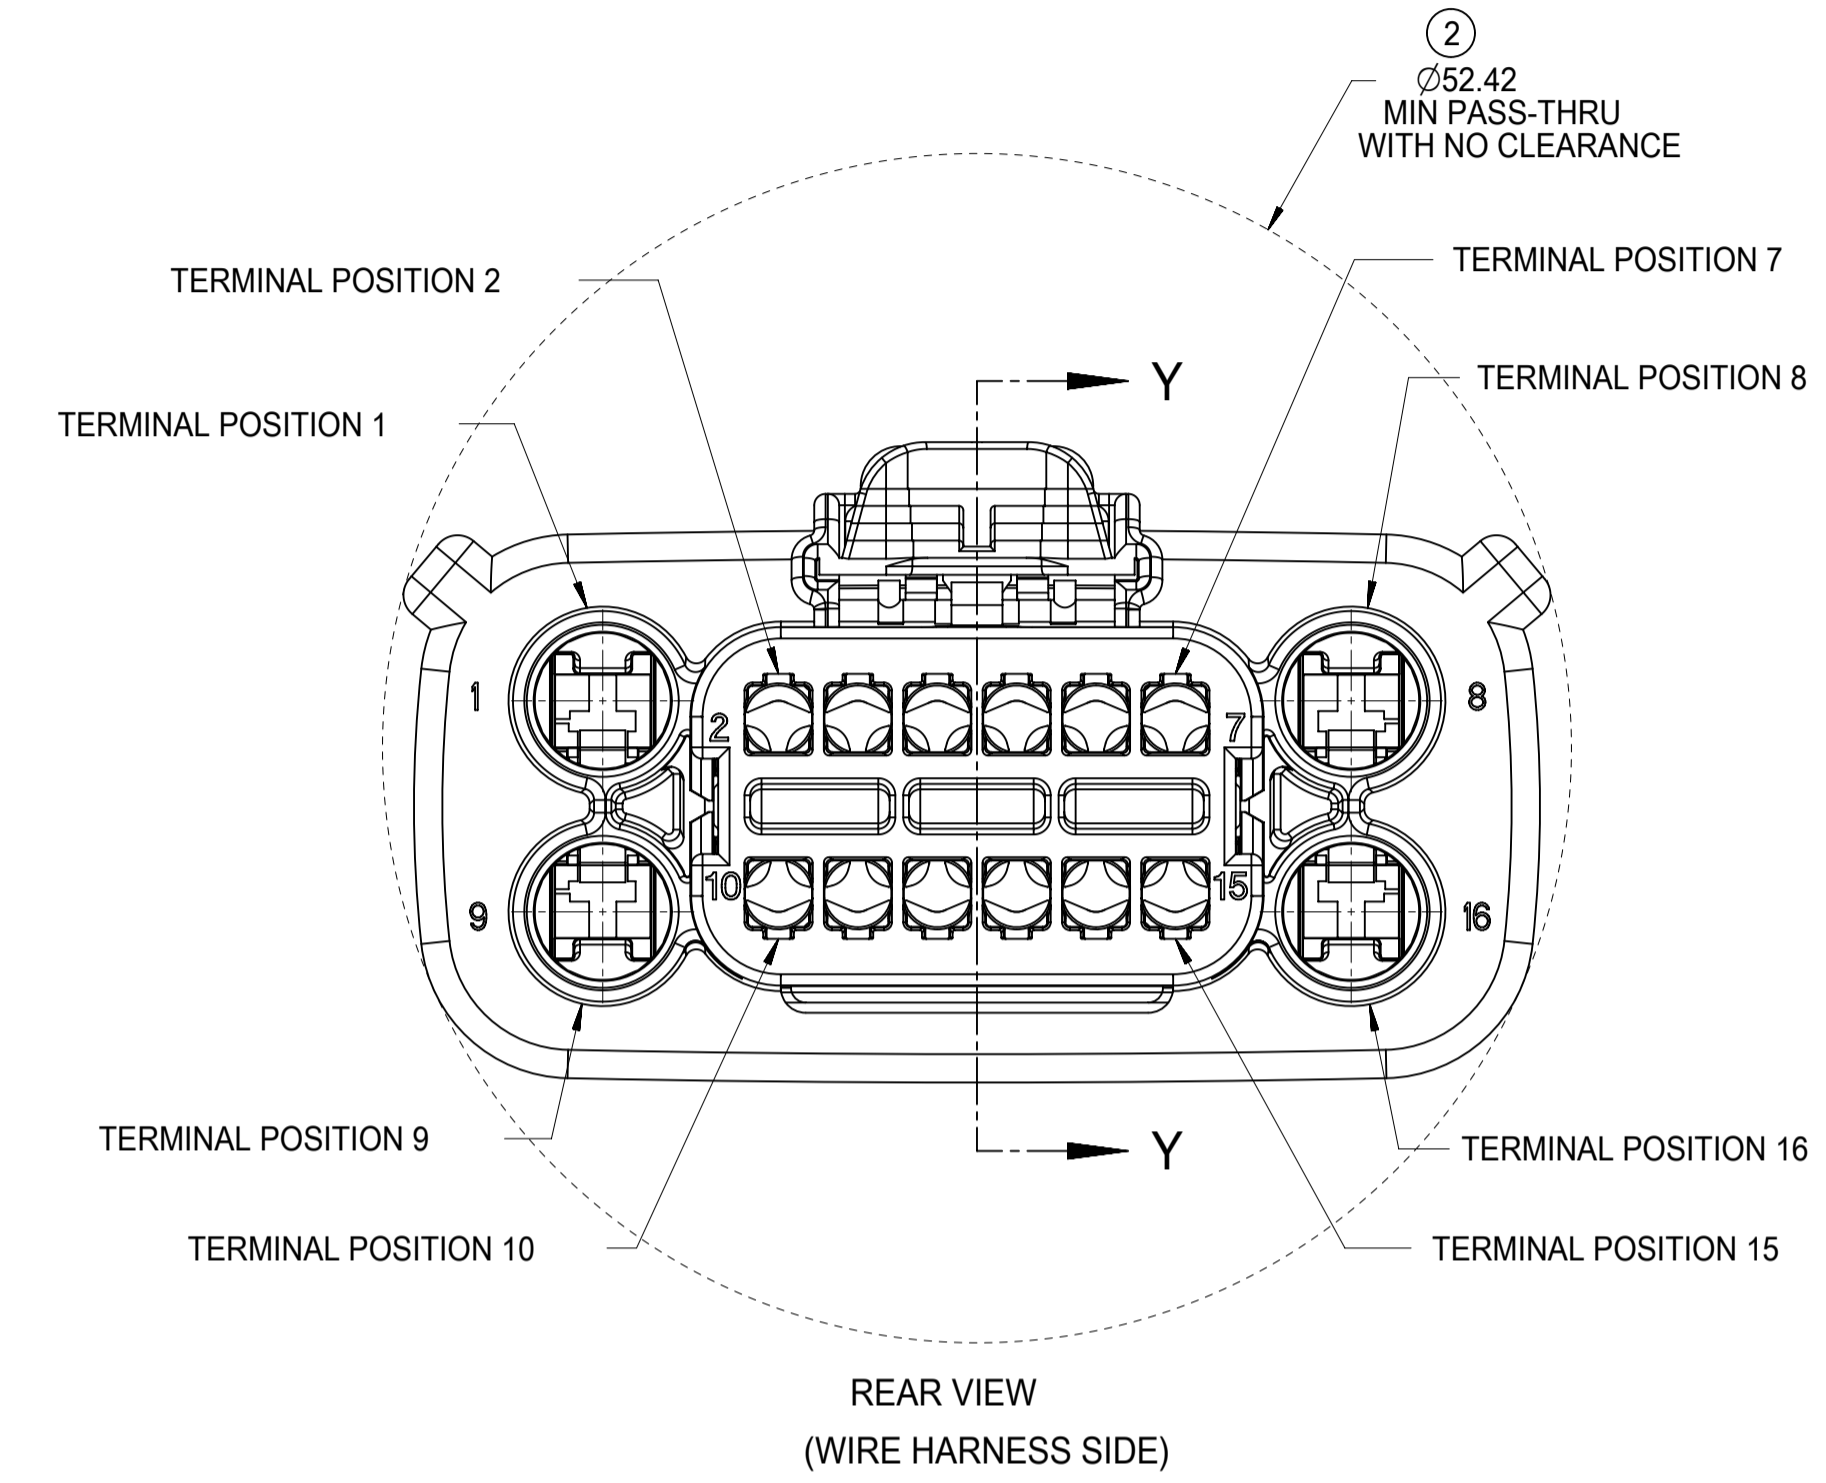 2
Ø52.42
MIN PASS-THRU
WITH NO CLEARANCE
TERMINAL POSITION 7
TERMINAL POSITION 2
Y
TERMINAL POSITION 8
TERMINAL POSITION 1
1
8
2
7
10
15
9
16
TERMINAL POSITION 9
Y
TERMINAL POSITION 16
TERMINAL POSITION 10
TERMINAL POSITION 15
REAR VIEW
(WIRE HARNESS SIDE)